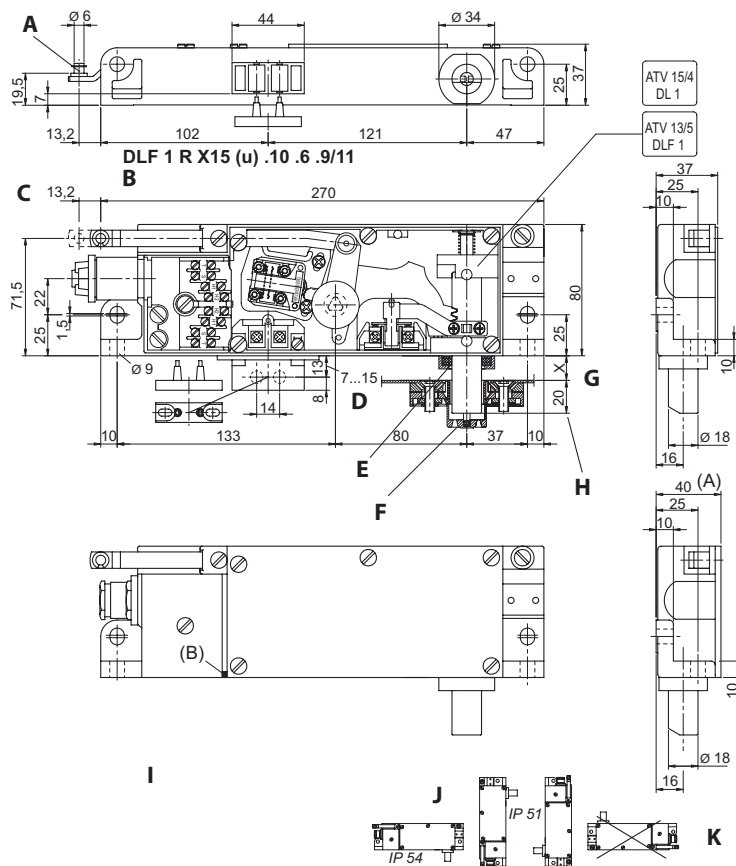 A
Ø 6
44
Ø 34
19,5
7
25
37
13,2
102
121
47
ATV 15/4
DL 1
ATV 13/5
DLF 1
DLF 1 R X15 (u) .10 .6 .9/11
B
C
13,2
270
37
25
10
71,5
22
25
1,5
80
25
10
Ø 9
13
8
7...15
X
20
G
14
D
Ø 18
16
10
133
80
37
10
E
F
H
40 (A)
25
10
(B)
10
Ø 18
16
I
J
IP 54
IP 51
K